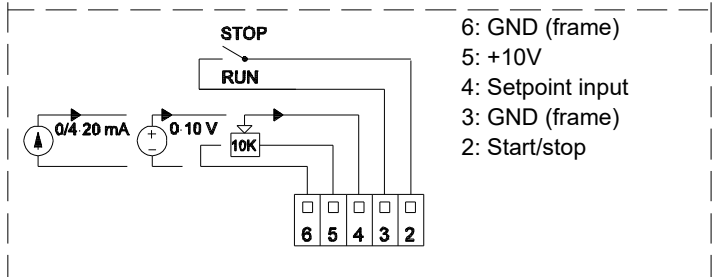 STOP
RUN
0/4-20 mA
0-10 V
10K
6 5 4 3 2
6: GND (frame)
5: +10V
4: Setpoint input
3: GND (frame)
2: Start/stop